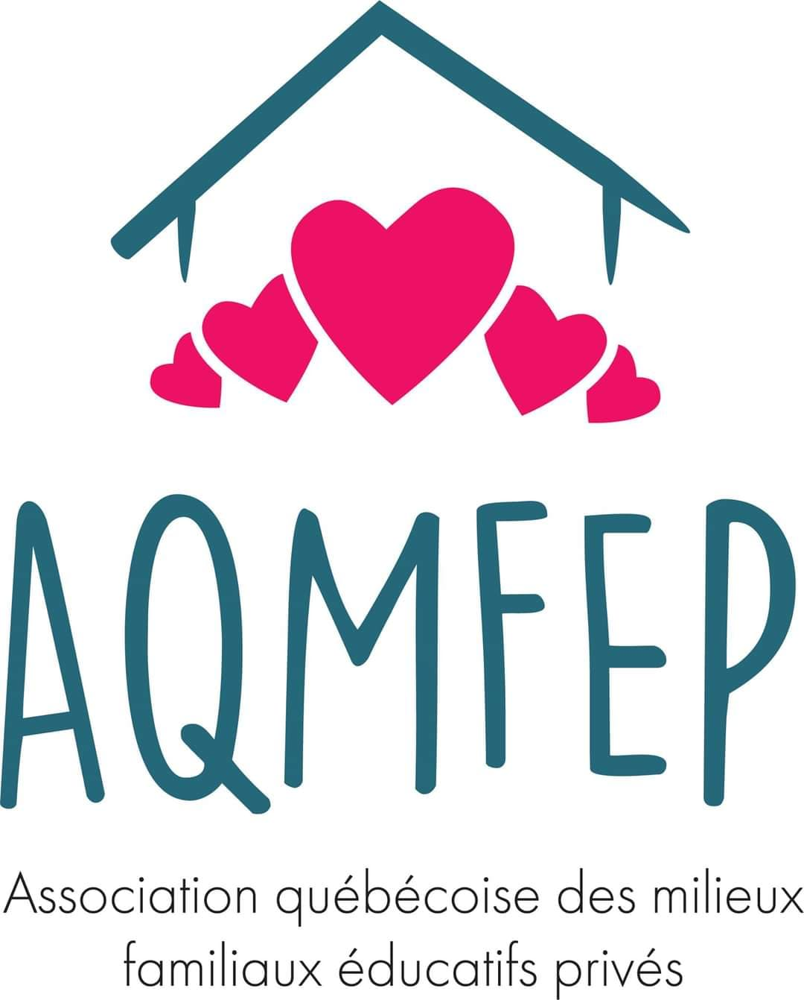 AQMFEP
Association québécoise des milieux
familiaux éducatifs privés